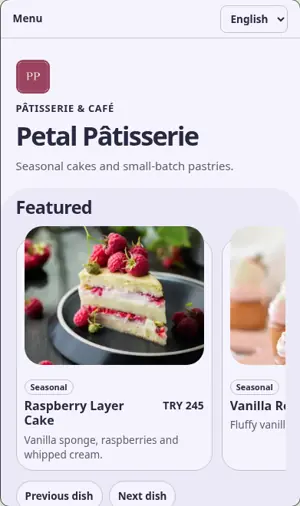 Menu
English
PP
PÂTISSERIE & CAFÉ
Petal Pâtisserie
Seasonal cakes and small-batch pastries.
Featured
Seasonal
Raspberry Layer
Cake
TRY 245
Vanilla sponge, raspberries and
whipped cream.
Seasonal
Vanilla
Fluffy vanill
Previous dish
Next dish